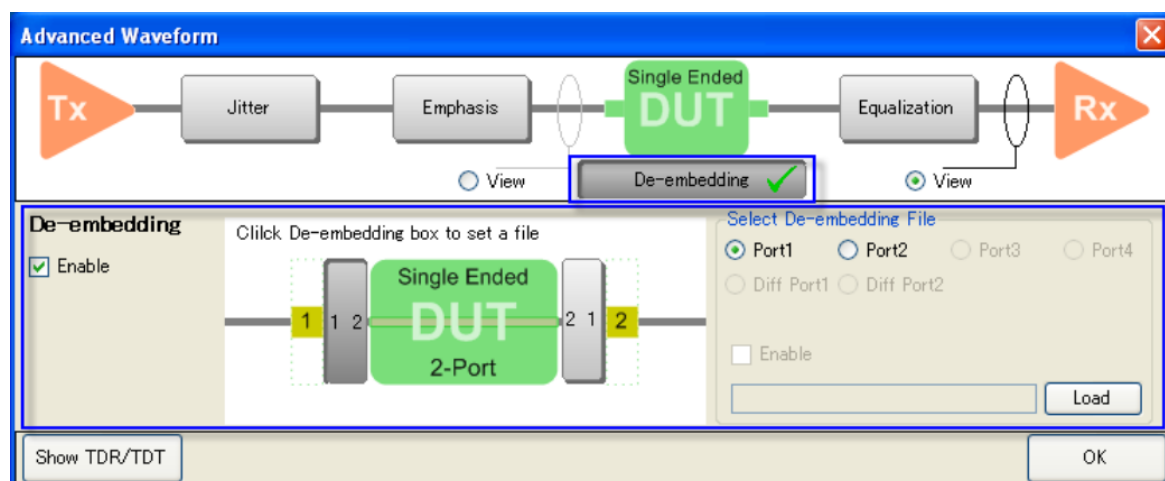 Advanced Waveform
Tx
Jitter
Emphasis
Single Ended
DUT
Equalization
Rx
View
De-embedding
View
De-embedding
Enable
Clilck De-embedding box to set a file
1
1 2
Single Ended
DUT
2-Port
2 1
2
Select De-embedding File
Port1 Port2 Port3 Port4
Diff Port1 Diff Port2
Enable
Load
Show TDR/TDT
OK